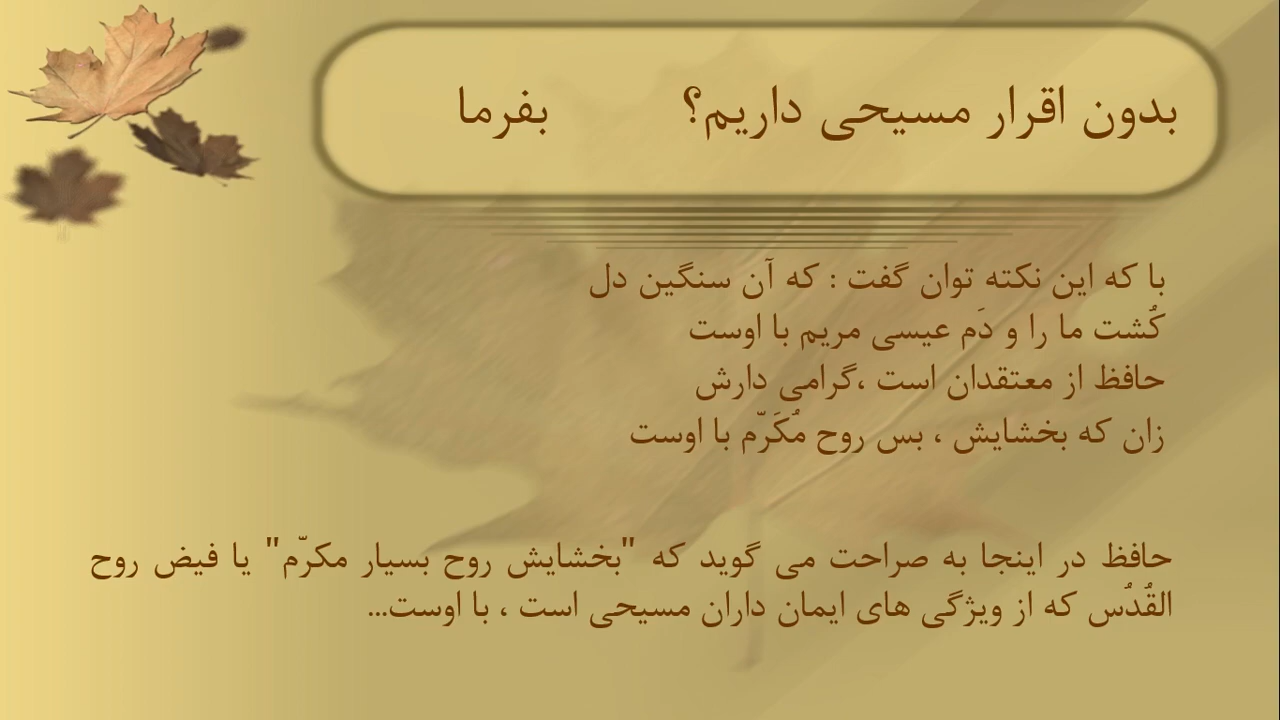 بدون اقرار مسیحی داریم؟ بفرما
با که این نکته توان گفت : که آن سنگین دل
کُشت ما را و دَم عیسی مریم با اوست
حافظ از معتقدان است ،گرامی دارش
زان که بخشایش ، بس روح مُکَرّم با اوست
حافظ در اینجا به صراحت می گوید که "بخشایش روح بسیار مکرّم" یا فیض روح
القُدُس که از ویژگی های ایمان داران مسیحی است ، با اوست...